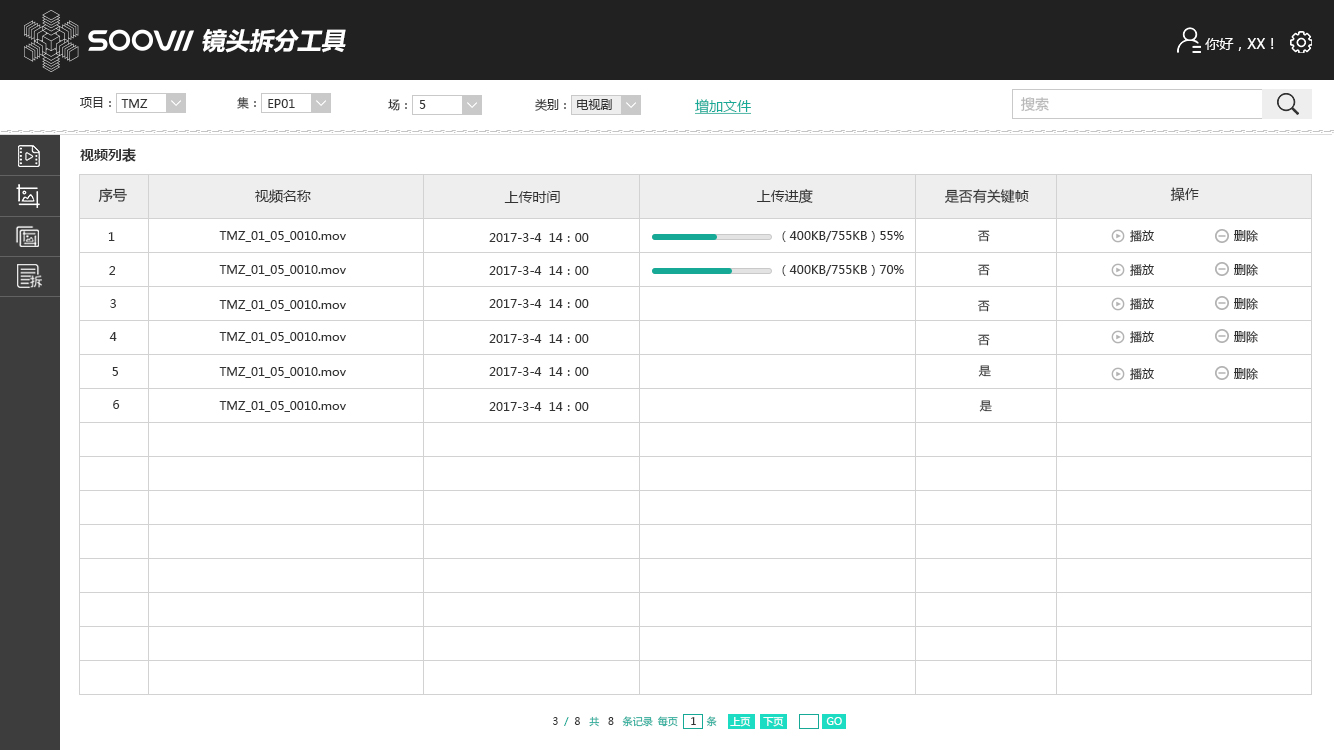 SOOVII 镜头拆分工具
你好，XX！
项目： TMZ 集： EP01 场： 5 类别： 电视剧 增加文件 搜索
视频列表
序号 视频名称 上传时间 上传进度 是否有关键帧 操作
1 TMZ_01_05_0010.mov 2017-3-4 14：00 （400KB/755KB）55% 否 播放 删除
2 TMZ_01_05_0010.mov 2017-3-4 14：00 （400KB/755KB）70% 否 播放 删除
3 TMZ_01_05_0010.mov 2017-3-4 14：00 否 播放 删除
4 TMZ_01_05_0010.mov 2017-3-4 14：00 否 播放 删除
5 TMZ_01_05_0010.mov 2017-3-4 14：00 是 播放 删除
6 TMZ_01_05_0010.mov 2017-3-4 14：00 是
拆
3 / 8 共 8 条记录 每页 1 条 上页 下页 GO